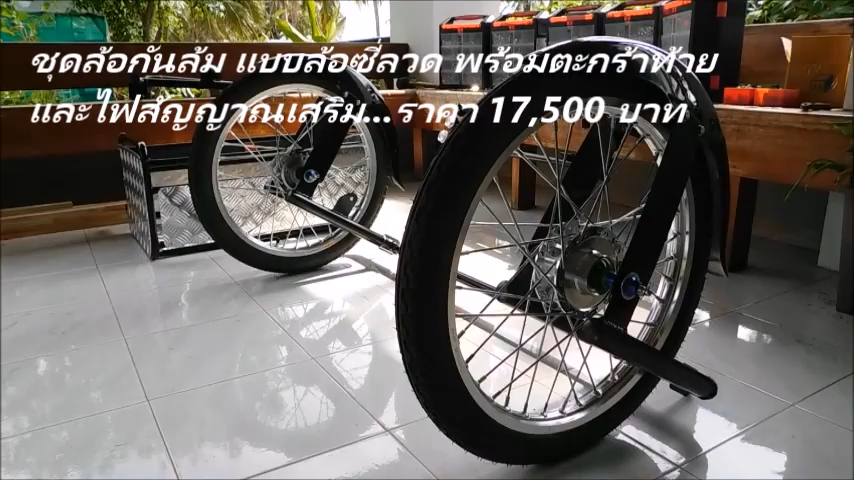 ชุดล้อกันล้ม แบบล้อซี่ลวด พร้อมตะกร้าท้าย
และไฟสัญญาณเสริม...ราคา 17,500 บาท